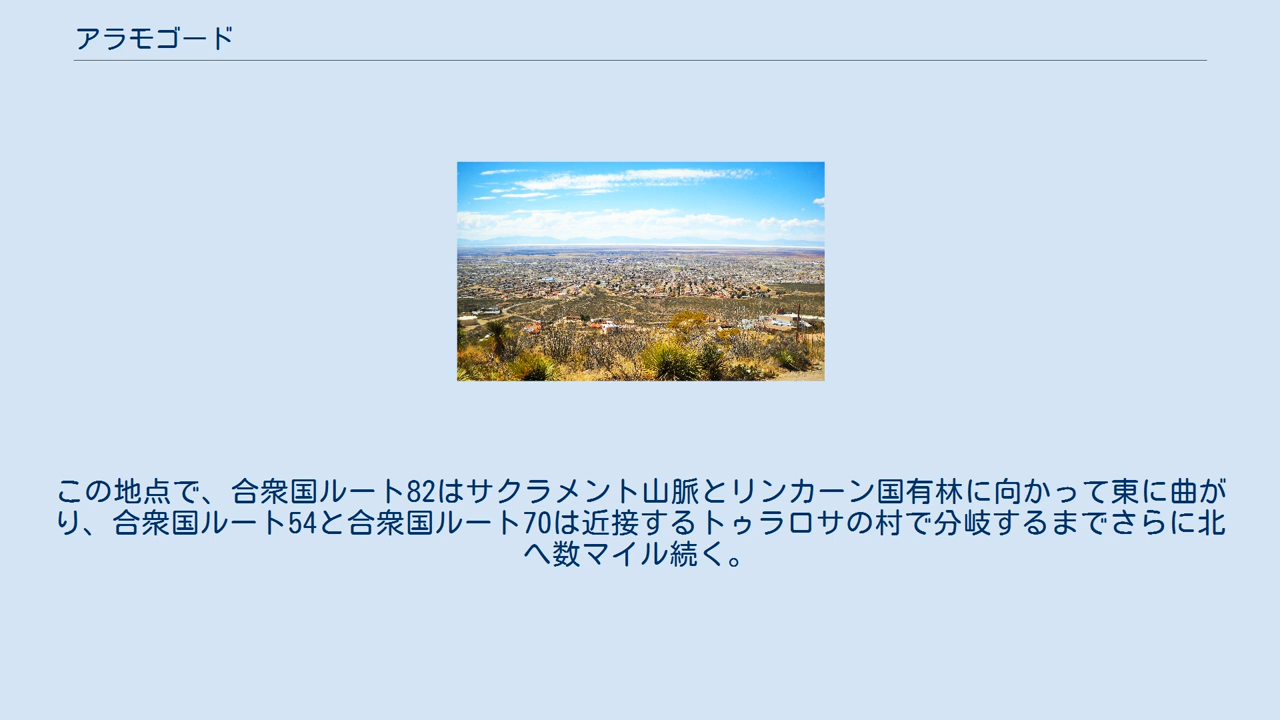 アラモゴード
この地点で、合衆国ルート82はサクラメント山脈とリンカーン国有林に向かって東に曲が
り、合衆国ルート54と合衆国ルート70は近接するトゥラロサの村で分岐するまでさらに北
へ数マイル続く。